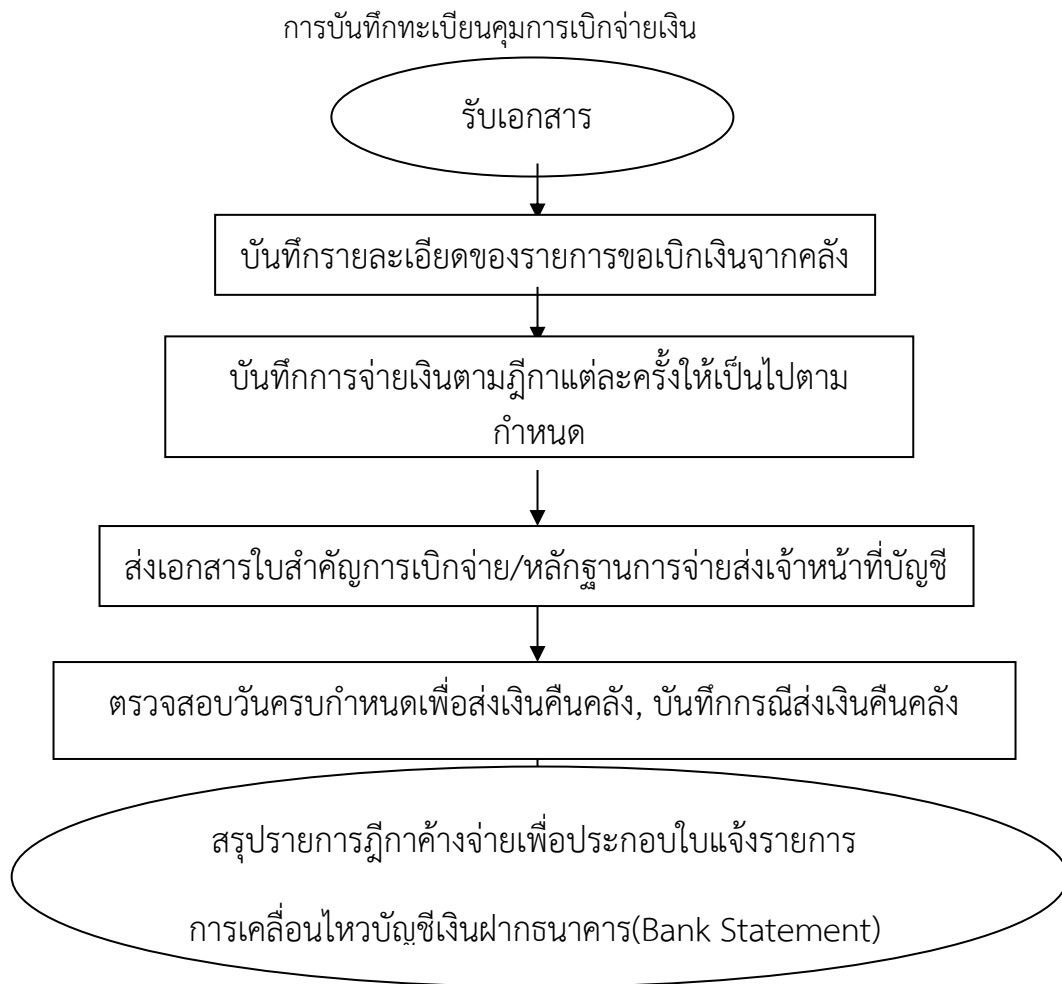 การบันทึกทะเบียนคุมการเบิกจ่ายเงิน
รับเอกสาร
บันทึกรายละเอียดของรายการขอเบิกเงินจากคลัง
บันทึกการจ่ายเงินตามฎีกาแต่ละครั้งให้เป็นไปตาม
กำหนด
ส่งเอกสารใบสำคัญการเบิกจ่าย/หลักฐานการจ่ายส่งเจ้าหน้าที่บัญชี
ตรวจสอบวันครบกำหนดเพื่อส่งเงินคืนคลัง, บันทึกกรณีส่งเงินคืนคลัง
สรุปรายการฎีกาค้างจ่ายเพื่อประกอบใบแจ้งรายการ
การเคลื่อนไหวบัญชีเงินฝากธนาคาร(Bank Statement)